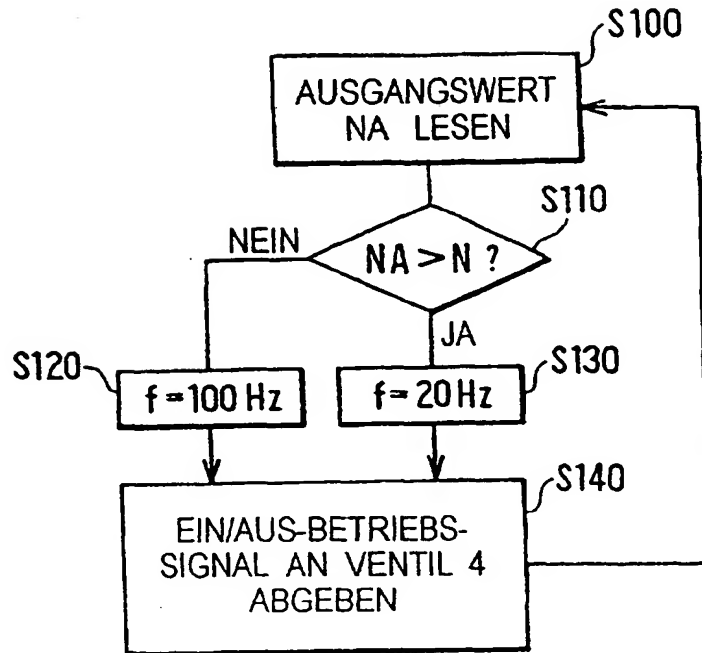 S100
AUSGANGSWERT
NA LESEN
S110
NEIN
NA > N ?
JA
S120
f = 100 Hz
S130
f = 20 Hz
S140
EIN/AUS-BETRIEBS-
SIGNAL AN VENTIL 4
ABGEBEN